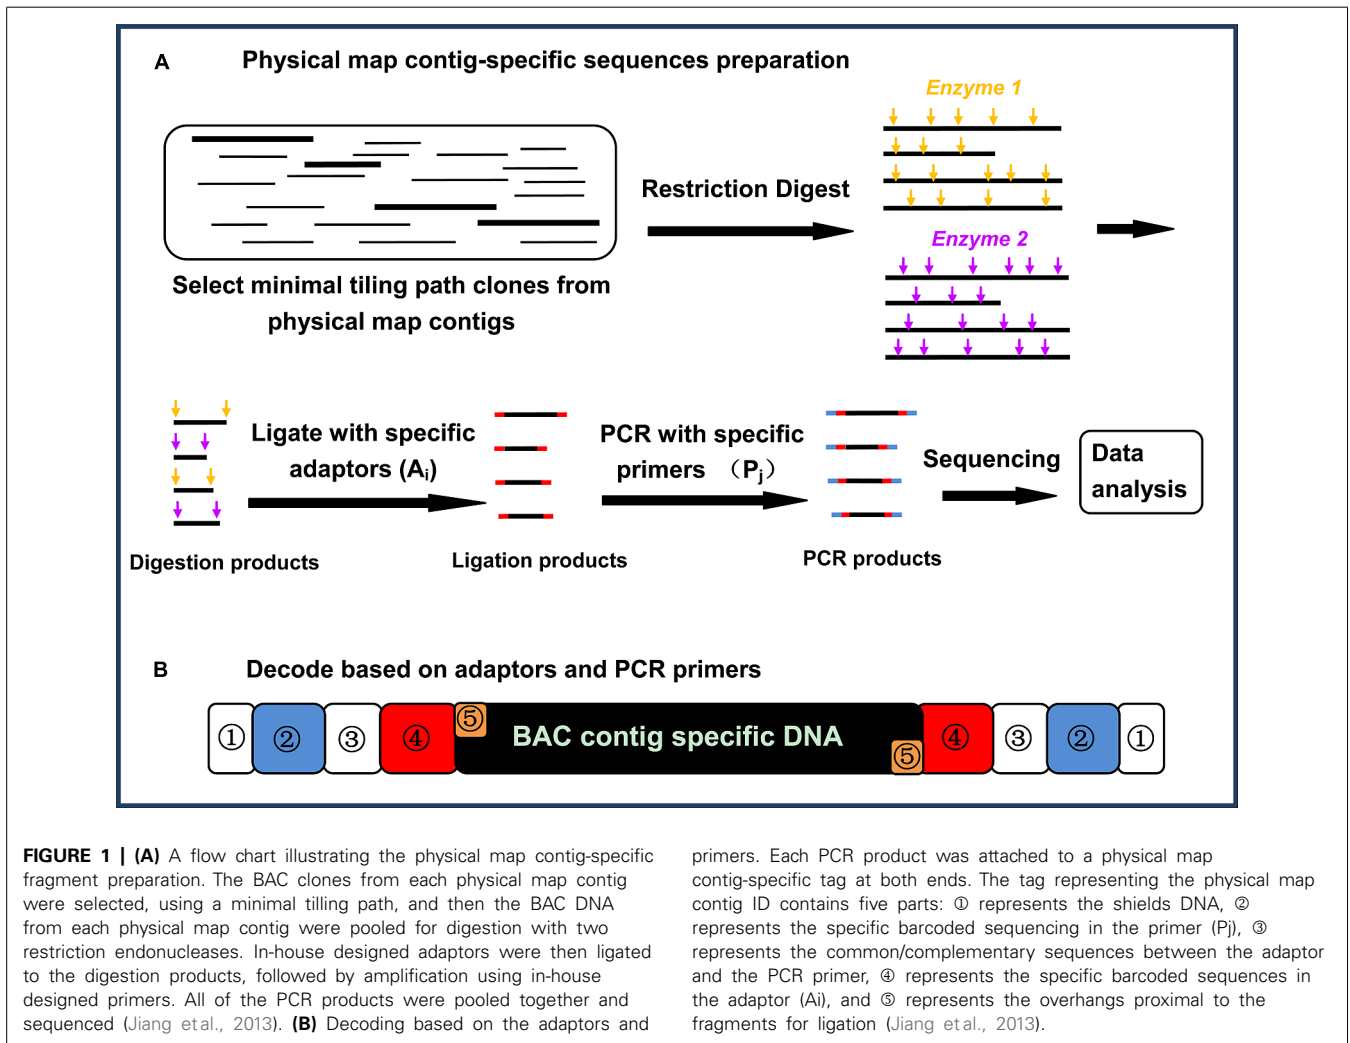 A Physical map contig-specific sequences preparation
Enzyme 1
Restriction Digest
Enzyme 2
Select minimal tiling path clones from
physical map contigs
Ligate with specific
adaptors (Ai)
PCR with specific
primers （Pj）
Sequencing
Data
analysis
Digestion products
Ligation products
PCR products
B Decode based on adaptors and PCR primers
① ② ③ ④ ⑤ BAC contig specific DNA ⑤ ④ ③ ② ①
FIGURE 1 | (A) A flow chart illustrating the physical map contig-specific
fragment preparation. The BAC clones from each physical map contig
were selected, using a minimal tilling path, and then the BAC DNA
from each physical map contig were pooled for digestion with two
restriction endonucleases. In-house designed adaptors were then ligated
to the digestion products, followed by amplification using in-house
designed primers. All of the PCR products were pooled together and
sequenced (Jiang et al., 2013). (B) Decoding based on the adaptors and
primers. Each PCR product was attached to a physical map
contig-specific tag at both ends. The tag representing the physical map
contig ID contains five parts: ① represents the shields DNA, ②
represents the specific barcoded sequencing in the primer (Pj), ③
represents the common/complementary sequences between the adaptor
and the PCR primer, ④ represents the specific barcoded sequences in
the adaptor (Ai), and ⑤ represents the overhangs proximal to the
fragments for ligation (Jiang et al., 2013).